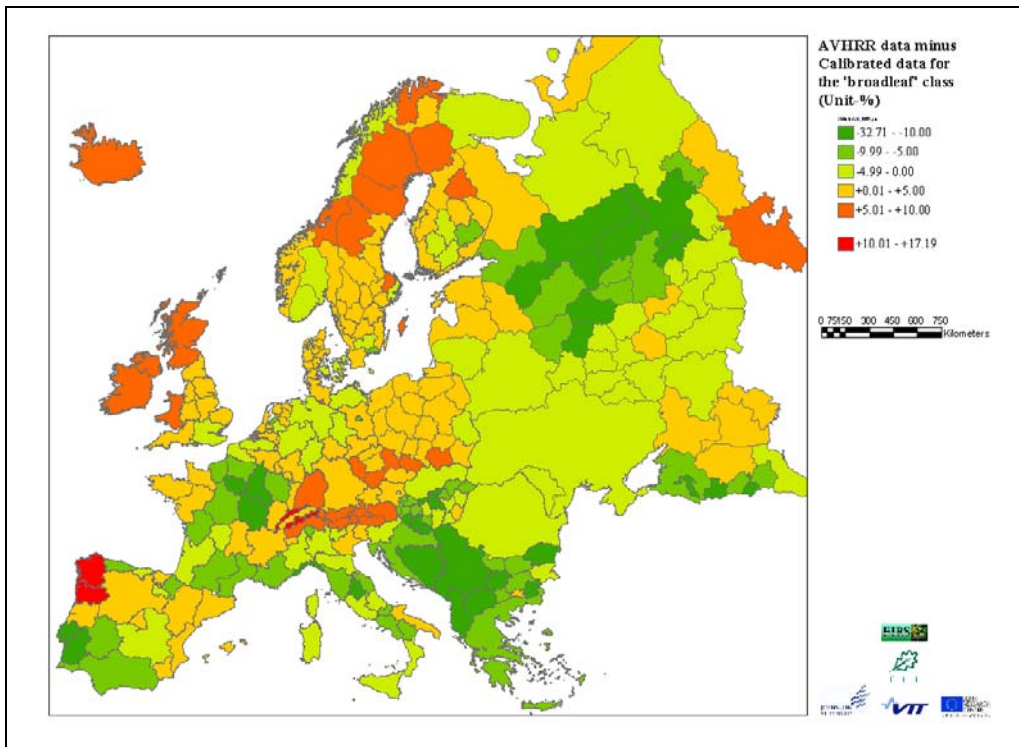 AVHRR data minus
Calibrated data for
the 'broadleaf' class
(Unit-%)
-32.71 - -10.00
-9.99 - -5.00
-4.99 - 0.00
+0.01 - +5.00
+5.01 - +10.00
+10.01 - +17.19
0 75150 300 450 600 750
Kilometers
EIRS
VTT